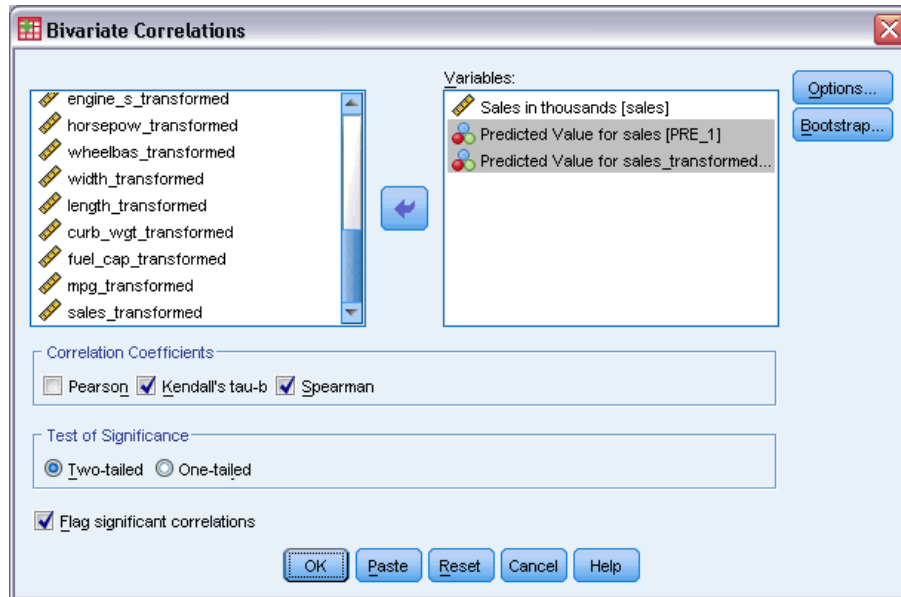 Bivariate Correlations
engine_s_transformed
horsepow_transformed
wheelbas_transformed
width_transformed
length_transformed
curb_wgt_transformed
fuel_cap_transformed
mpg_transformed
sales_transformed
Variables:
Sales in thousands [sales]
Predicted Value for sales [PRE_1]
Predicted Value for sales_transformed...
Options...
Bootstrap...
Correlation Coefficients
Pearson Kendall's tau-b Spearman
Test of Significance
Two-tailed One-tailed
Flag significant correlations
OK Paste Reset Cancel Help